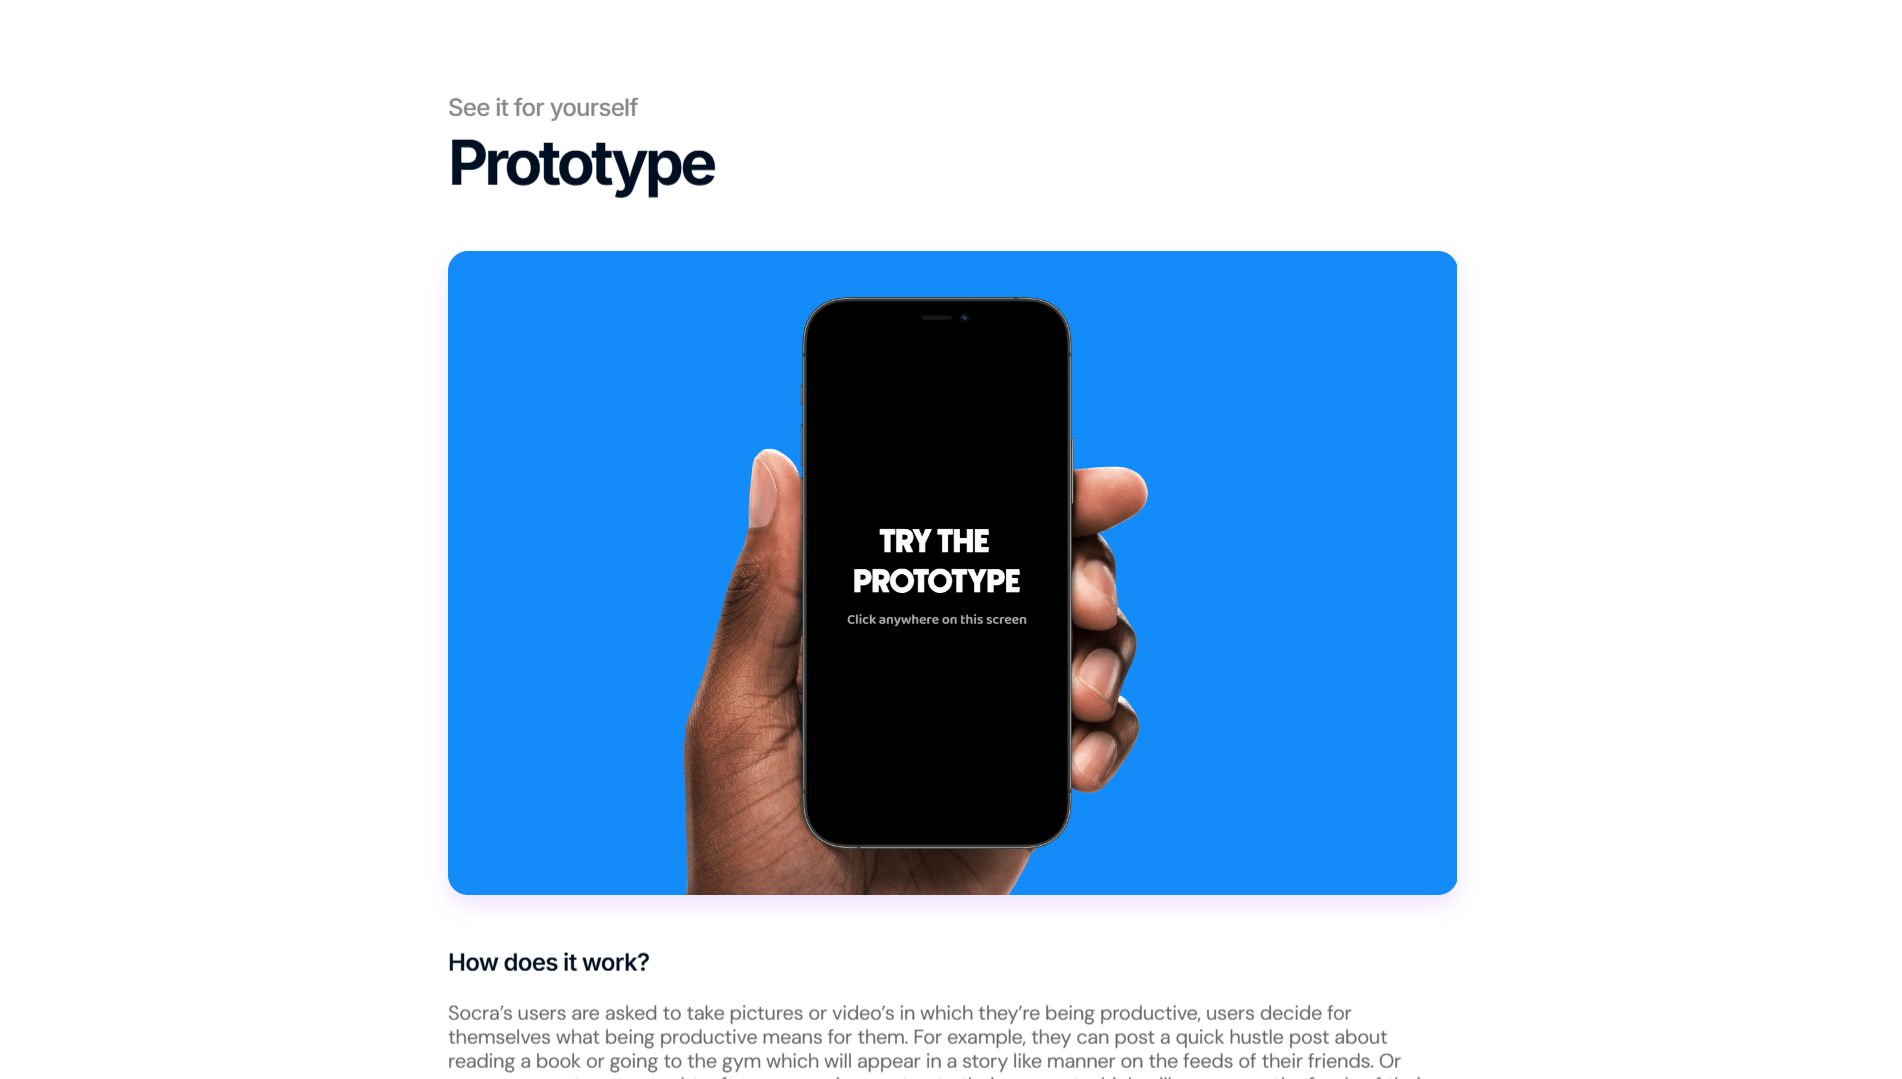 See it for yourself
Prototype
TRY THE
PROTOTYPE
Click anywhere on this screen
How does it work?
Socra’s users are asked to take pictures or video’s in which they’re being productive, users decide for
themselves what being productive means for them. For example, they can post a quick hustle post about
reading a book or going to the gym which will appear in a story like manner on the feeds of their friends. Or